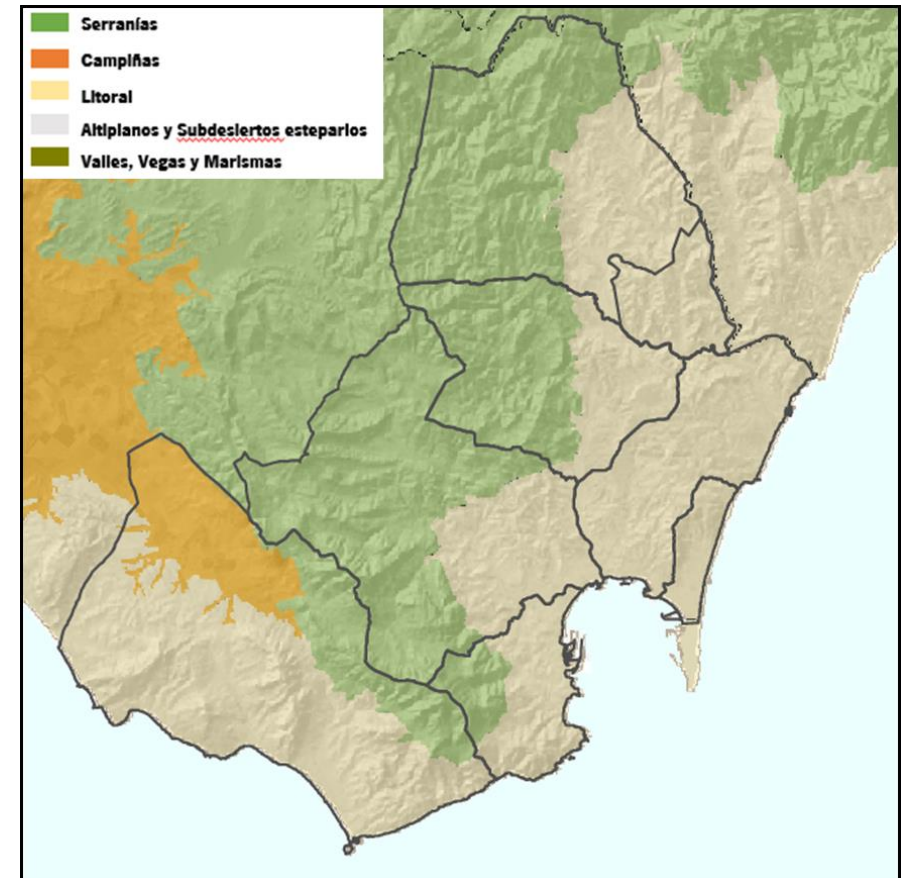 Serranías
Campiñas
Litoral
Altiplanos y Subdesiertos esteparios
Valles, Vegas y Marismas